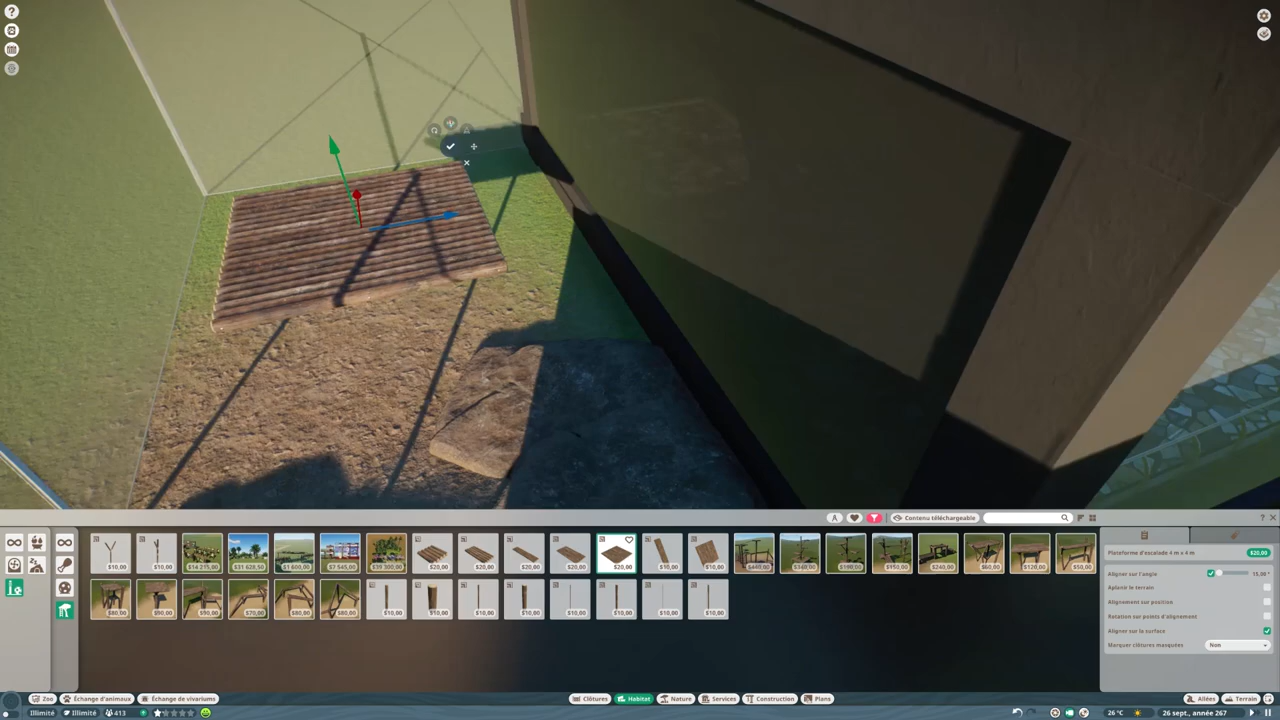 ?
Contenu téléchargeable
? ×
$10,00 $10,00 $14 215,00 $31 628,50 $1 600,00 $7 545,00 $39 300,00 $20,00 $20,00 $20,00 $20,00 $20,00 $10,00 $10,00 $440,00 $340,00 $190,00 $150,00 $240,00 $60,00 $120,00 $50,00
$80,00 $90,00 $90,00 $70,00 $80,00 $80,00 $10,00 $10,00 $10,00 $10,00 $10,00 $10,00 $10,00 $10,00
Plateforme d'escalade 4 m x 4 m $20,00
Aligner sur l'angle 15,00 °
Aplanir le terrain
Alignement sur position
Rotation sur points d'alignement
Aligner sur la surface
Marquer clôtures marquées Non
Zoo Échange d'animaux Échange de vivariums Clôtures Habitat Nature Services Construction Plans Allées Terrain
Illimité Illimité 413 26 °C 26 sept., année 267